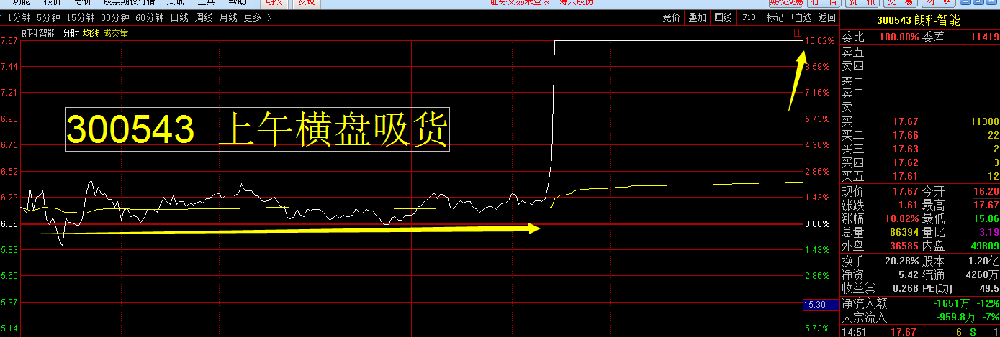 功能 报价 分析 股票期权行情 资讯 工具 帮助 期权 发现 证券交易未登录 海兴股份 期权交易 行 情 资 讯 交 易 网 站
1分钟 5分钟 15分钟 30分钟 60分钟 日线 周线 月线 更多 > 竞价 叠加 画线 F10 标记 +自选 返回
300543 朗科智能
朗科智能 分时 均线 成交量
7.67 10.02%
7.44 8.59%
7.21 7.16%
6.98 5.73%
6.75 4.30%
6.52 2.86%
6.29 1.43%
6.06 0.00%
5.83 1.43%
5.60 2.86%
5.37 15.30
5.14 5.73%
300543 上午横盘吸货
委比 100.00% 委差 11419
卖五
卖四
卖三
卖二
卖一
买一 17.67 11380
买二 17.66 22
买三 17.63 2
买四 17.62 3
买五 17.61 12
现价 17.67 今开 16.20
涨跌 1.61 最高 17.67
涨幅 10.02% 最低 15.86
总量 86394 量比 3.19
外盘 36585 内盘 49809
换手 20.28% 股本 1.20亿
净资 5.42 流通 4260万
收益㈢ 0.268 PE(动) 49.5
净流入额 -1651万 -12%
大宗流入 -959.8万 -7%
14:51 17.67 6 S 1